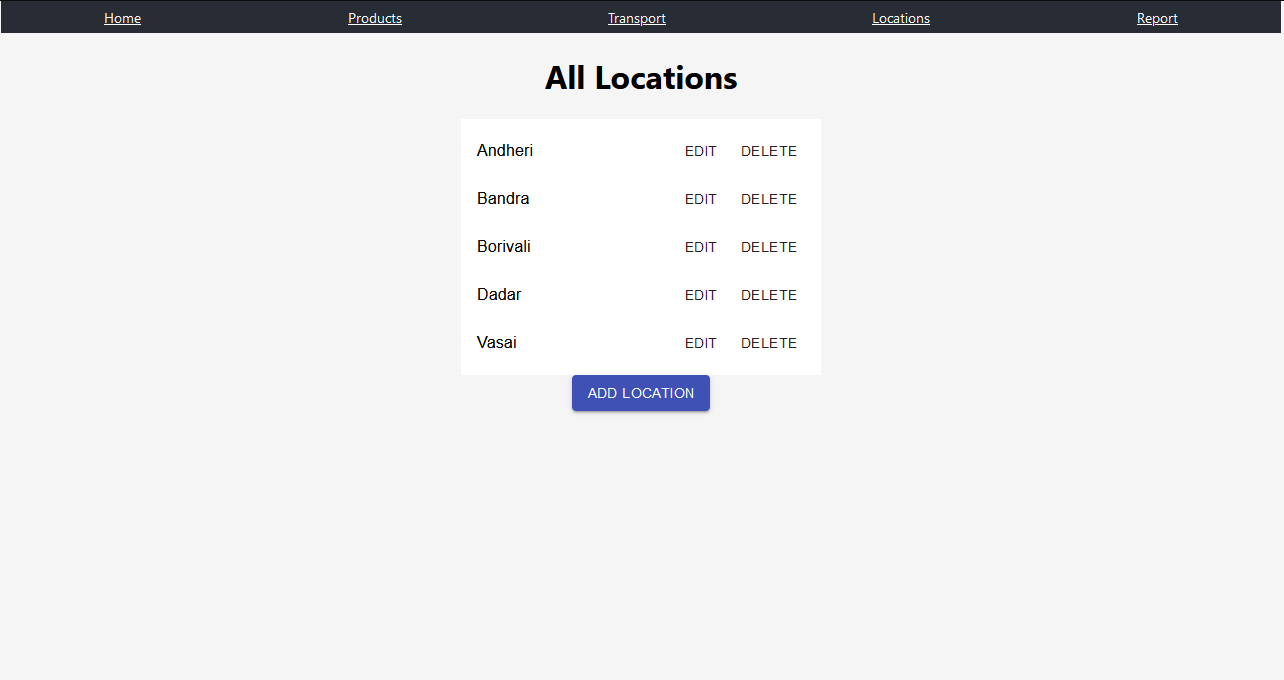 Home Products Transport Locations Report
All Locations
Andheri EDIT DELETE
Bandra EDIT DELETE
Borivali EDIT DELETE
Dadar EDIT DELETE
Vasai EDIT DELETE
ADD LOCATION